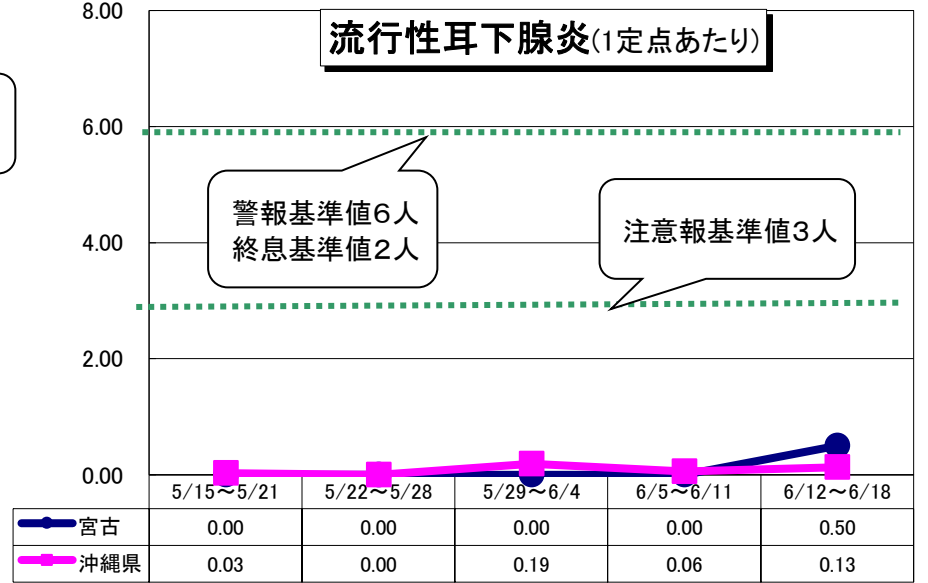 流行性耳下腺炎(1定点あたり)
8.00
6.00
4.00
2.00
0.00
警報基準値6人
終息基準値2人
注意報基準値3人
5/15～5/21 5/22～5/28 5/29～6/4 6/5～6/11 6/12～6/18
宮古 0.00 0.00 0.00 0.00 0.50
沖縄県 0.03 0.00 0.19 0.06 0.13